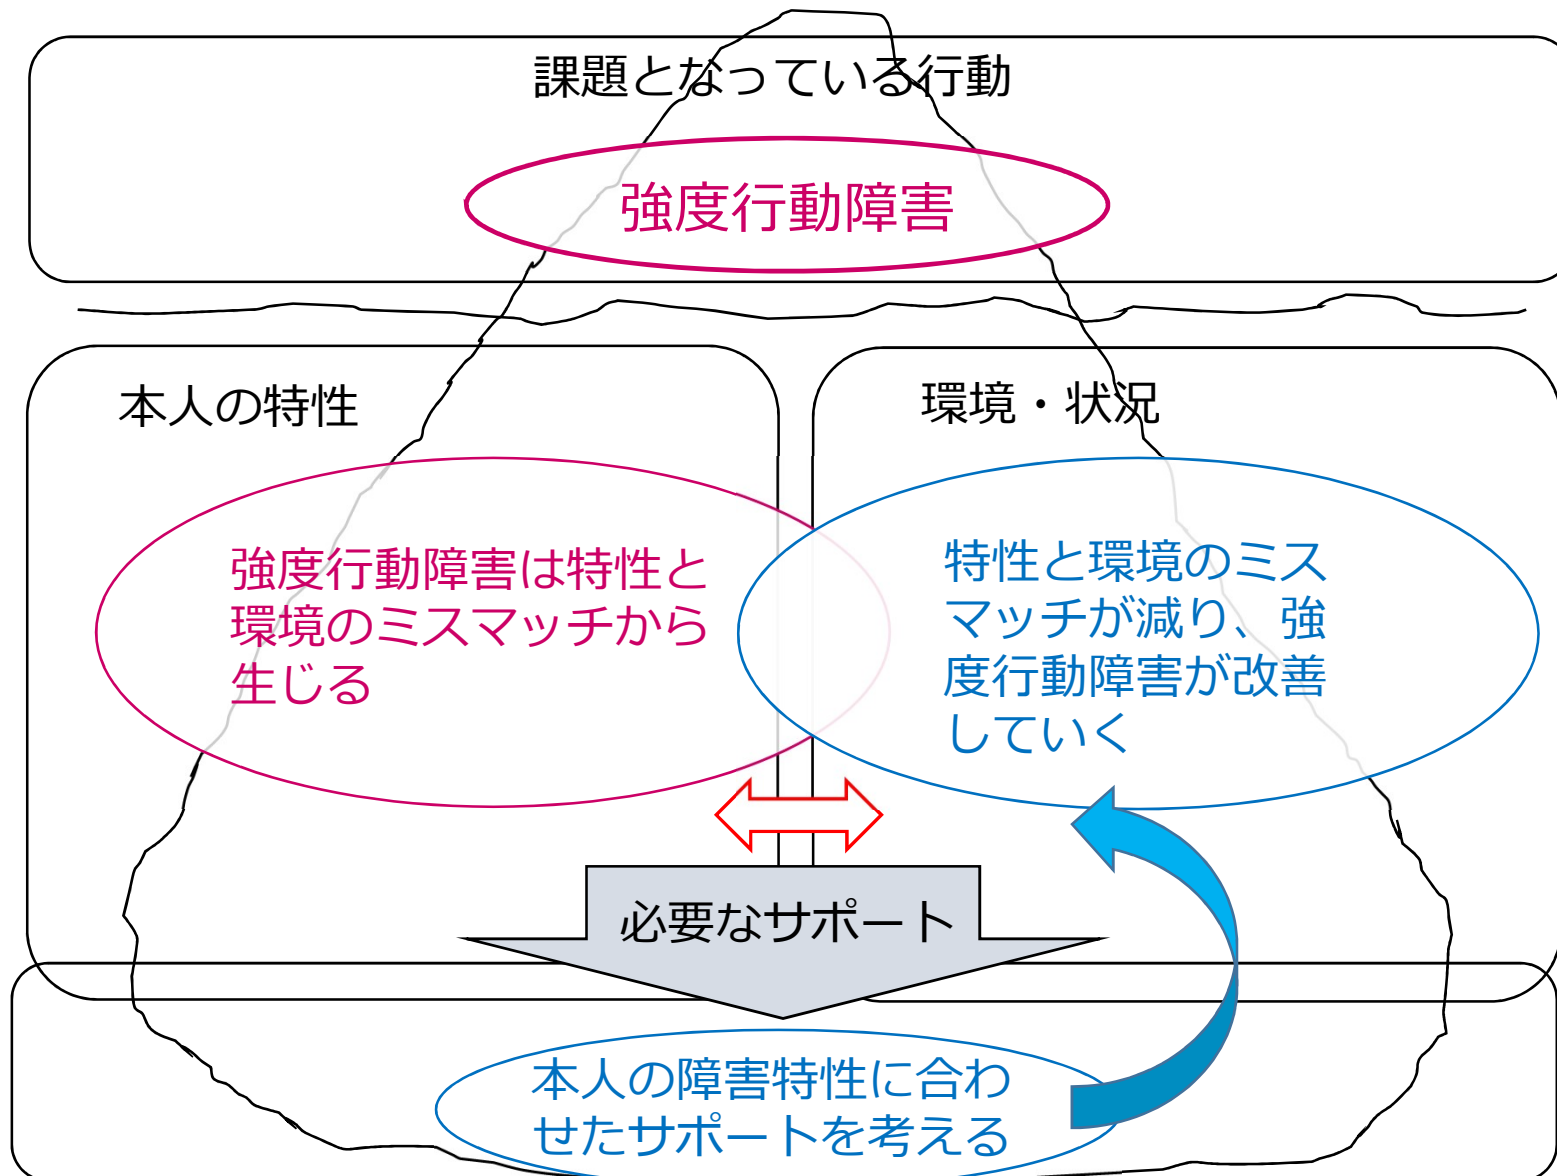 課題となっている行動
強度行動障害
本人の特性
環境・状況
強度行動障害は特性と
環境のミスマッチから
生じる
特性と環境のミス
マッチが減り、強
度行動障害が改善
していく
必要なサポート
本人の障害特性に合わ
せたサポートを考える